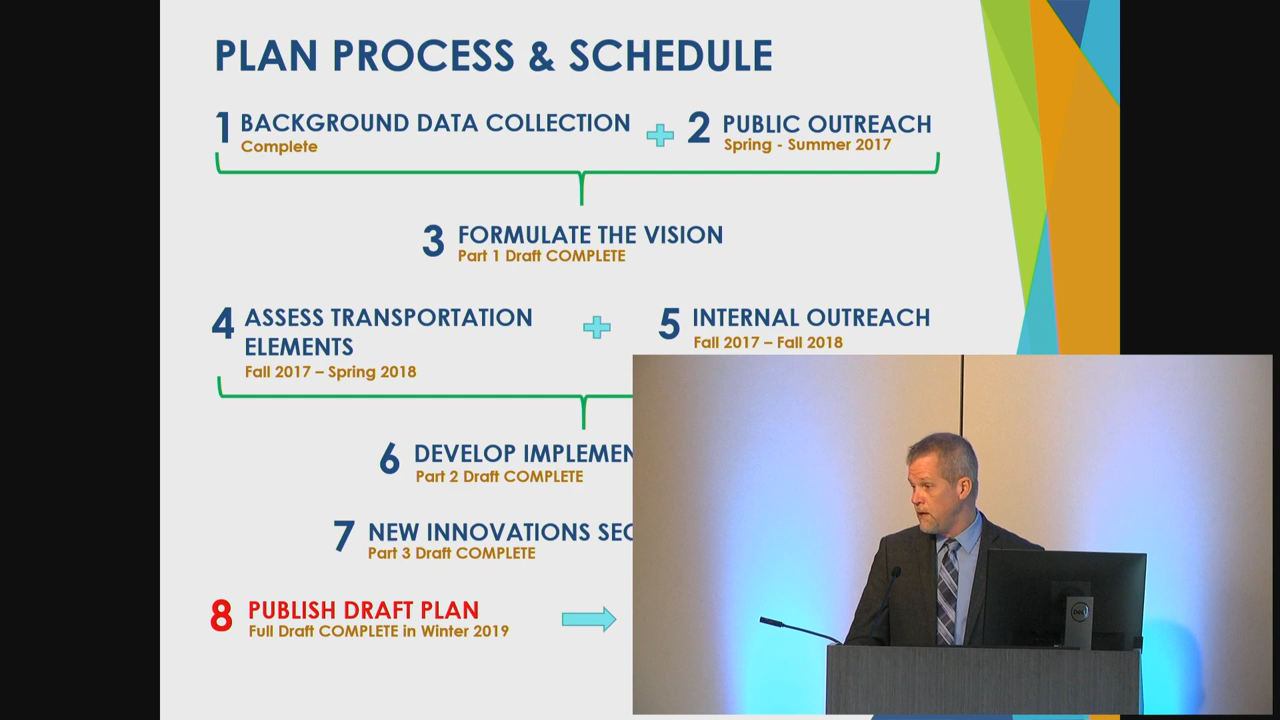 PLAN PROCESS & SCHEDULE
1 BACKGROUND DATA COLLECTION
Complete
2 PUBLIC OUTREACH
Spring - Summer 2017
3 FORMULATE THE VISION
Part 1 Draft COMPLETE
4 ASSESS TRANSPORTATION
ELEMENTS
Fall 2017 – Spring 2018
5 INTERNAL OUTREACH
Fall 2017 – Fall 2018
6 DEVELOP IMPLEMEN
Part 2 Draft COMPLETE
7 NEW INNOVATIONS SEC
Part 3 Draft COMPLETE
8 PUBLISH DRAFT PLAN
Full Draft COMPLETE in Winter 2019
DELL